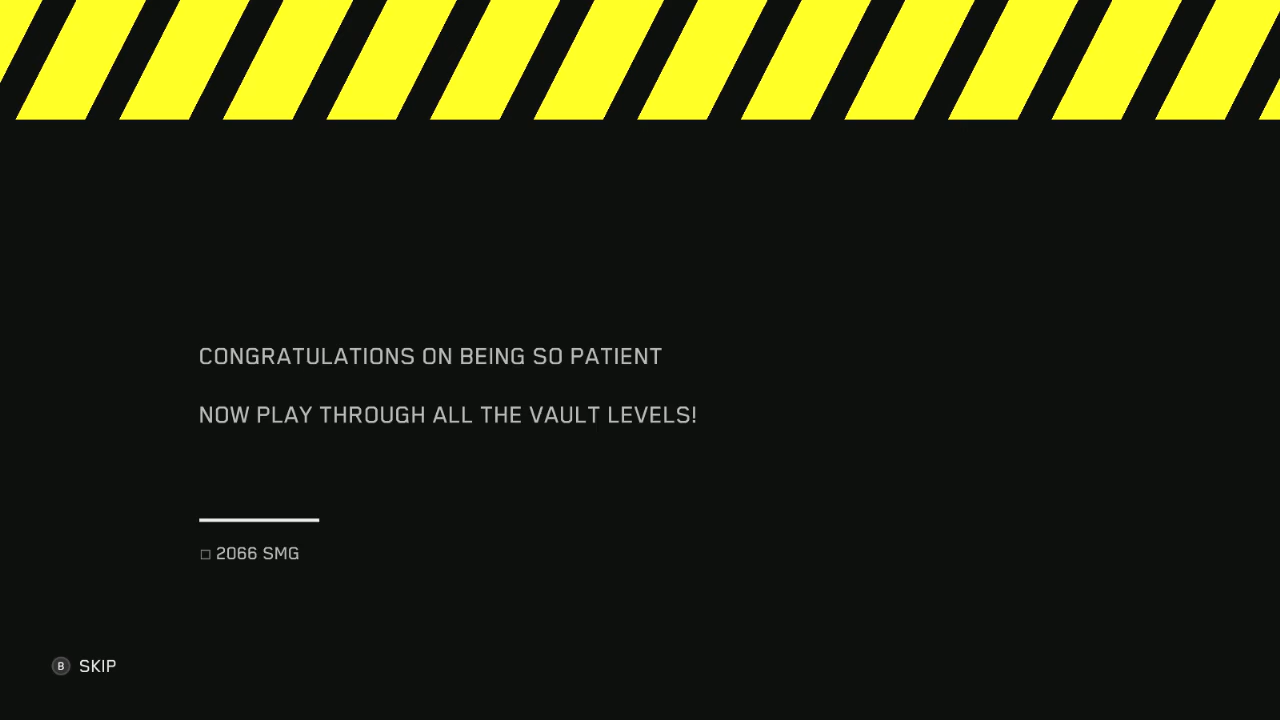 CONGRATULATIONS ON BEING SO PATIENT
NOW PLAY THROUGH ALL THE VAULT LEVELS!
□ 2066 SMG
B SKIP